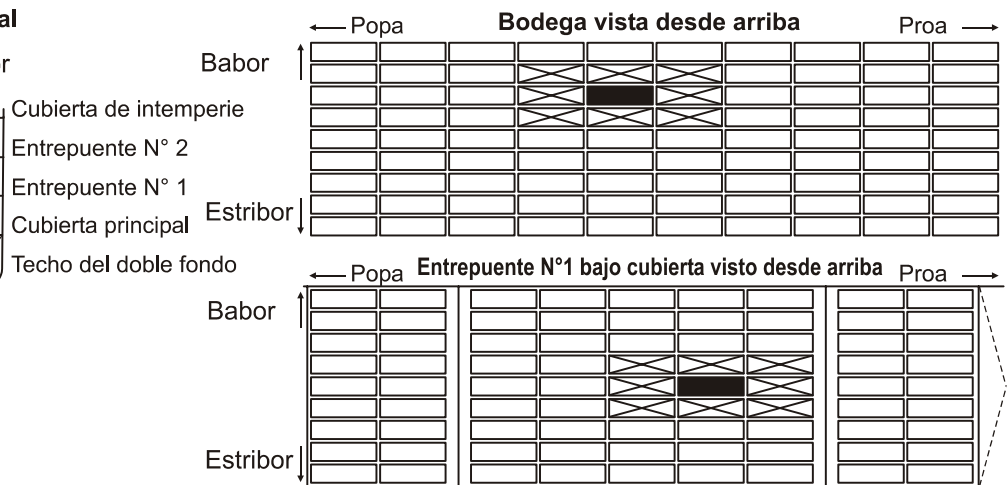 al
or
Cubierta de intemperie
Entrepuente N° 2
Entrepuente N° 1
Cubierta principal
Techo del doble fondo
Bodega vista desde arriba
Popa
Proa
Babor
Estribor
Entrepuente N°1 bajo cubierta visto desde arriba
Popa
Proa
Babor
Estribor